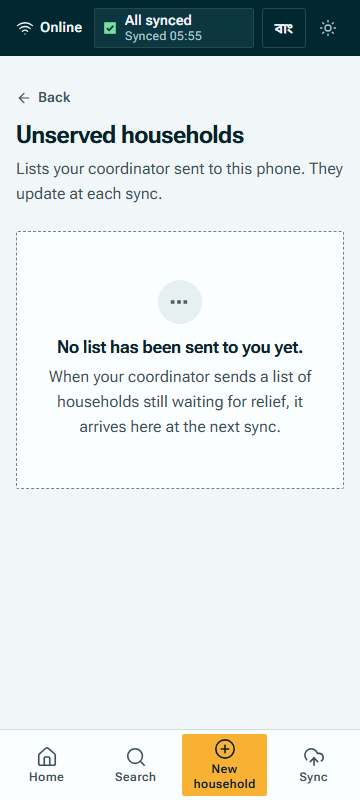 Online
All synced
Synced 05:55
বাং
Back
Unserved households
Lists your coordinator sent to this phone. They
update at each sync.
No list has been sent to you yet.
When your coordinator sends a list of
households still waiting for relief, it
arrives here at the next sync.
Home
Search
New
household
Sync